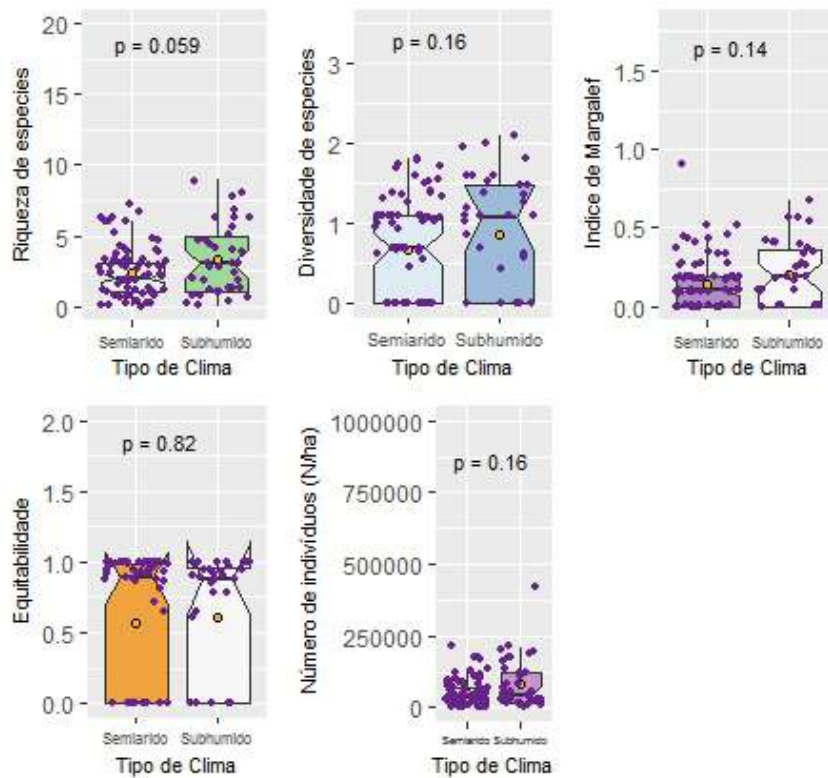 Riqueza de especies
20
15
10
5
0
p = 0.059
Semiarido Subhumido
Tipo de Clima
Diversidade de especies
3
2
1
0
p = 0.16
Semiarido Subhumido
Tipo de Clima
Indice de Margalef
1.5
1.0
0.5
0.0
p = 0.14
Semiarido Subhumido
Tipo de Clima
Equitabilidade
2.0
1.5
1.0
0.5
0.0
p = 0.82
Semiarido Subhumido
Tipo de Clima
Número de indivíduos (N/ha)
1000000
750000
500000
250000
0
p = 0.16
Semiarido Subhumido
Tipo de Clima